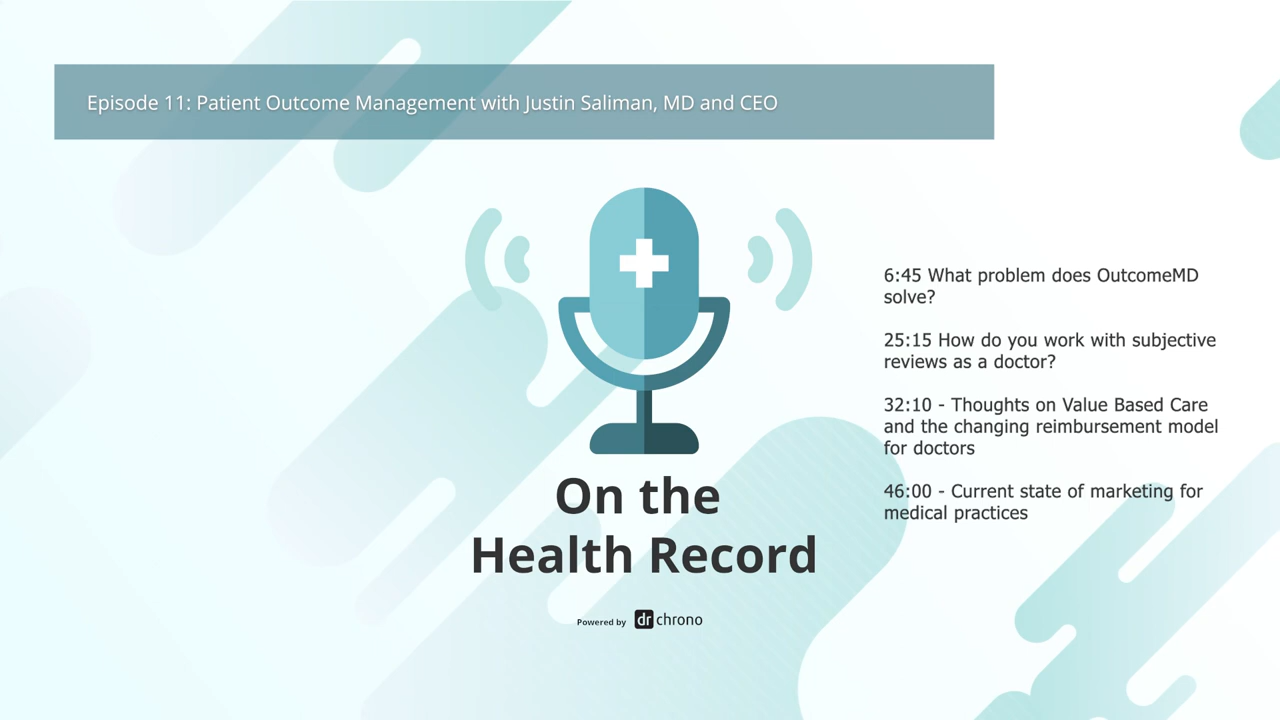 Episode 11: Patient Outcome Management with Justin Saliman, MD and CEO
6:45 What problem does OutcomeMD
solve?
25:15 How do you work with subjective
reviews as a doctor?
32:10 - Thoughts on Value Based Care
and the changing reimbursement model
for doctors
46:00 - Current state of marketing for
medical practices
On the
Health Record
Powered by dr chrono